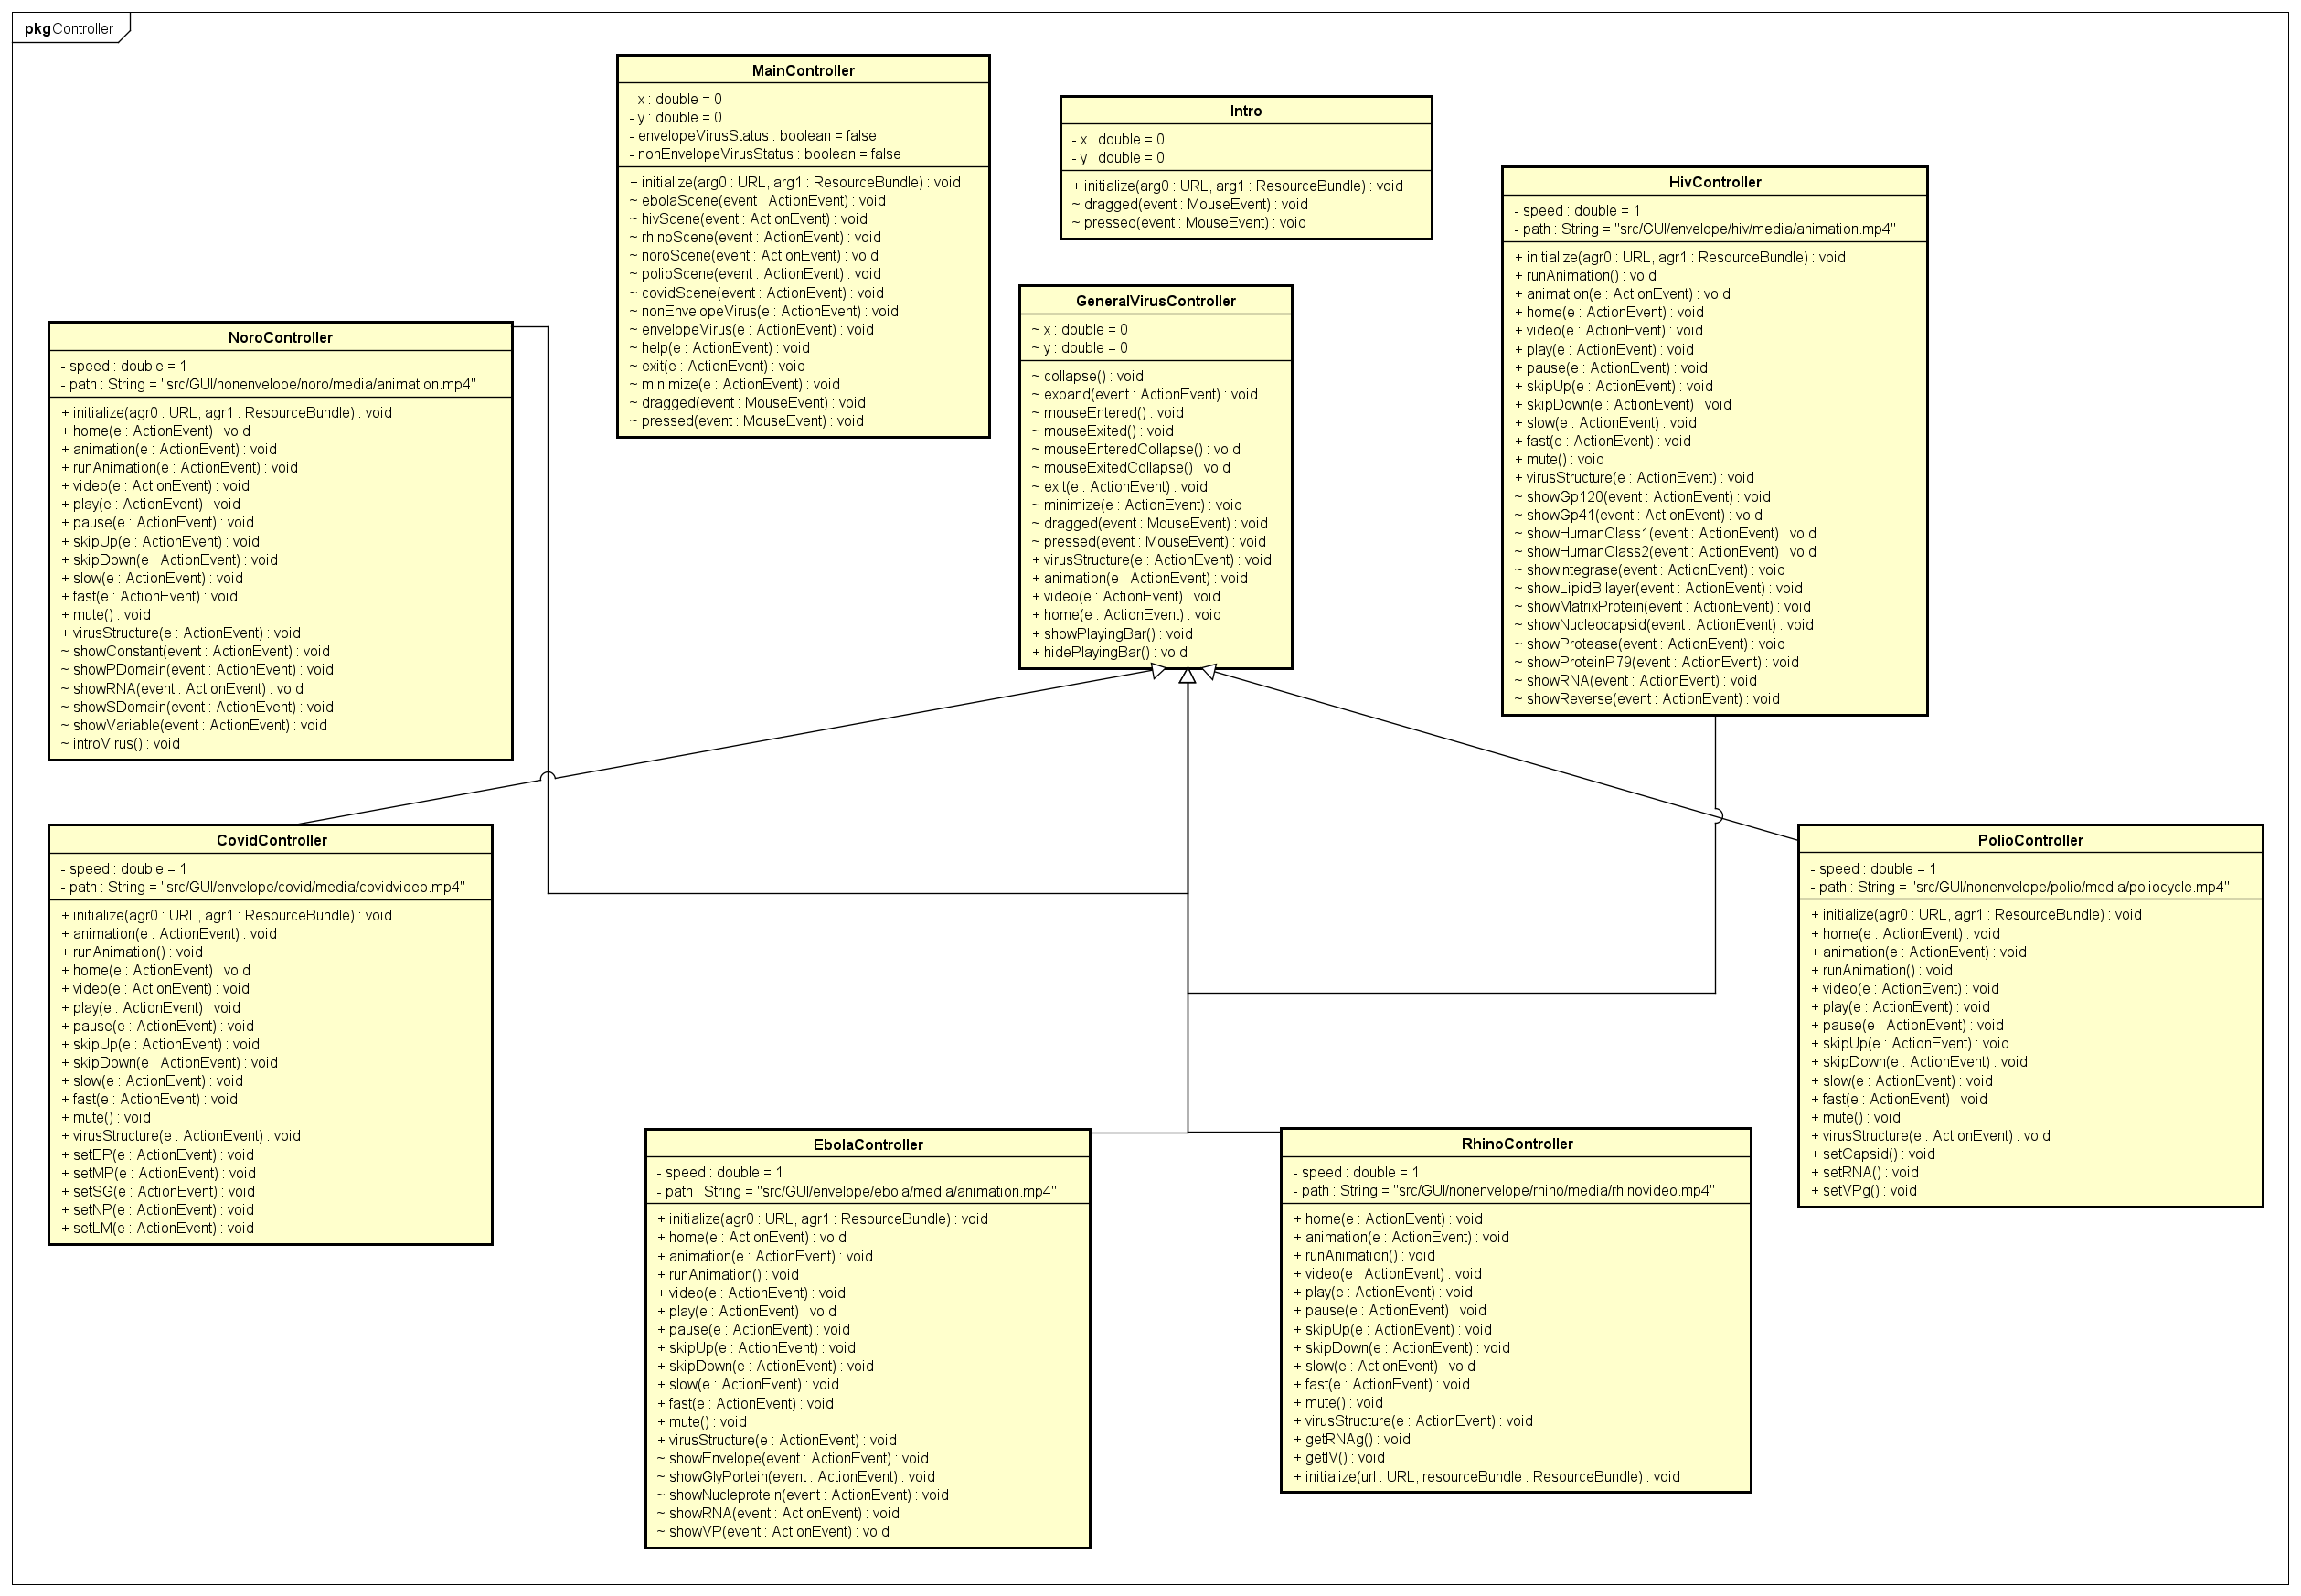 pkgController
MainController
- x : double = 0
- y : double = 0
- envelopeVirusStatus : boolean = false
- nonEnvelopeVirusStatus : boolean = false
+ initialize(arg0 : URL, arg1 : ResourceBundle) : void
~ ebolaScene(event : ActionEvent) : void
~ hivScene(event : ActionEvent) : void
~ rhinoScene(event : ActionEvent) : void
~ noroScene(event : ActionEvent) : void
~ polioScene(event : ActionEvent) : void
~ covidScene(event : ActionEvent) : void
~ nonEnvelopeVirus(e : ActionEvent) : void
~ envelopeVirus(e : ActionEvent) : void
~ help(e : ActionEvent) : void
~ exit(e : ActionEvent) : void
~ minimize(e : ActionEvent) : void
~ dragged(event : MouseEvent) : void
~ pressed(event : MouseEvent) : void
Intro
- x : double = 0
- y : double = 0
+ initialize(arg0 : URL, arg1 : ResourceBundle) : void
~ dragged(event : MouseEvent) : void
~ pressed(event : MouseEvent) : void
HivController
- speed : double = 1
- path : String = "src/GUI/envelope/hiv/media/animation.mp4"
+ initialize(agr0 : URL, agr1 : ResourceBundle) : void
+ runAnimation() : void
+ animation(e : ActionEvent) : void
+ home(e : ActionEvent) : void
+ video(e : ActionEvent) : void
+ play(e : ActionEvent) : void
+ pause(e : ActionEvent) : void
+ skipUp(e : ActionEvent) : void
+ skipDown(e : ActionEvent) : void
+ slow(e : ActionEvent) : void
+ fast(e : ActionEvent) : void
+ mute() : void
+ virusStructure(e : ActionEvent) : void
~ showGp120(event : ActionEvent) : void
~ showGp41(event : ActionEvent) : void
~ showHumanClass1(event : ActionEvent) : void
~ showHumanClass2(event : ActionEvent) : void
~ showIntegrase(event : ActionEvent) : void
~ showLipidBilayer(event : ActionEvent) : void
~ showMatrixProtein(event : ActionEvent) : void
~ showNucleocapsid(event : ActionEvent) : void
~ showProtease(event : ActionEvent) : void
~ showProteinP79(event : ActionEvent) : void
~ showRNA(event : ActionEvent) : void
~ showReverse(event : ActionEvent) : void
GeneralVirusController
~ x : double = 0
~ y : double = 0
~ collapse() : void
~ expand(event : ActionEvent) : void
~ mouseEntered() : void
~ mouseExited() : void
~ mouseEnteredCollapse() : void
~ mouseExitedCollapse() : void
~ exit(e : ActionEvent) : void
~ minimize(e : ActionEvent) : void
~ dragged(event : MouseEvent) : void
~ pressed(event : MouseEvent) : void
+ virusStructure(e : ActionEvent) : void
+ animation(e : ActionEvent) : void
+ video(e : ActionEvent) : void
+ home(e : ActionEvent) : void
+ showPlayingBar() : void
+ hidePlayingBar() : void
NoroController
- speed : double = 1
- path : String = "src/GUI/nonenvelope/noro/media/animation.mp4"
+ initialize(agr0 : URL, agr1 : ResourceBundle) : void
+ home(e : ActionEvent) : void
+ animation(e : ActionEvent) : void
+ runAnimation(e : ActionEvent) : void
+ video(e : ActionEvent) : void
+ play(e : ActionEvent) : void
+ pause(e : ActionEvent) : void
+ skipUp(e : ActionEvent) : void
+ skipDown(e : ActionEvent) : void
+ slow(e : ActionEvent) : void
+ fast(e : ActionEvent) : void
+ mute() : void
+ virusStructure(e : ActionEvent) : void
~ showConstant(event : ActionEvent) : void
~ showPDomain(event : ActionEvent) : void
~ showRNA(event : ActionEvent) : void
~ showSDomain(event : ActionEvent) : void
~ showVariable(event : ActionEvent) : void
~ introVirus() : void
CovidController
- speed : double = 1
- path : String = "src/GUI/envelope/covid/media/covidvideo.mp4"
+ initialize(agr0 : URL, agr1 : ResourceBundle) : void
+ animation(e : ActionEvent) : void
+ runAnimation() : void
+ home(e : ActionEvent) : void
+ video(e : ActionEvent) : void
+ play(e : ActionEvent) : void
+ pause(e : ActionEvent) : void
+ skipUp(e : ActionEvent) : void
+ skipDown(e : ActionEvent) : void
+ slow(e : ActionEvent) : void
+ fast(e : ActionEvent) : void
+ mute() : void
+ virusStructure(e : ActionEvent) : void
+ setEP(e : ActionEvent) : void
+ setMP(e : ActionEvent) : void
+ setSG(e : ActionEvent) : void
+ setNP(e : ActionEvent) : void
+ setLM(e : ActionEvent) : void
PolioController
- speed : double = 1
- path : String = "src/GUI/nonenvelope/polio/media/poliocycle.mp4"
+ initialize(agr0 : URL, agr1 : ResourceBundle) : void
+ home(e : ActionEvent) : void
+ animation(e : ActionEvent) : void
+ runAnimation() : void
+ video(e : ActionEvent) : void
+ play(e : ActionEvent) : void
+ pause(e : ActionEvent) : void
+ skipUp(e : ActionEvent) : void
+ skipDown(e : ActionEvent) : void
+ slow(e : ActionEvent) : void
+ fast(e : ActionEvent) : void
+ mute() : void
+ virusStructure(e : ActionEvent) : void
+ setCapsid() : void
+ setRNA() : void
+ setVPg() : void
EbolaController
- speed : double = 1
- path : String = "src/GUI/envelope/ebola/media/animation.mp4"
+ initialize(agr0 : URL, agr1 : ResourceBundle) : void
+ home(e : ActionEvent) : void
+ animation(e : ActionEvent) : void
+ runAnimation() : void
+ video(e : ActionEvent) : void
+ play(e : ActionEvent) : void
+ pause(e : ActionEvent) : void
+ skipUp(e : ActionEvent) : void
+ skipDown(e : ActionEvent) : void
+ slow(e : ActionEvent) : void
+ fast(e : ActionEvent) : void
+ mute() : void
+ virusStructure(e : ActionEvent) : void
~ showEnvelope(event : ActionEvent) : void
~ showGlyPortein(event : ActionEvent) : void
~ showNucleprotein(event : ActionEvent) : void
~ showRNA(event : ActionEvent) : void
~ showVP(event : ActionEvent) : void
RhinoController
- speed : double = 1
- path : String = "src/GUI/nonenvelope/rhino/media/rhinovideo.mp4"
+ home(e : ActionEvent) : void
+ animation(e : ActionEvent) : void
+ runAnimation() : void
+ video(e : ActionEvent) : void
+ play(e : ActionEvent) : void
+ pause(e : ActionEvent) : void
+ skipUp(e : ActionEvent) : void
+ skipDown(e : ActionEvent) : void
+ slow(e : ActionEvent) : void
+ fast(e : ActionEvent) : void
+ mute() : void
+ virusStructure(e : ActionEvent) : void
+ getRNAg() : void
+ getIV() : void
+ initialize(url : URL, resourceBundle : ResourceBundle) : void